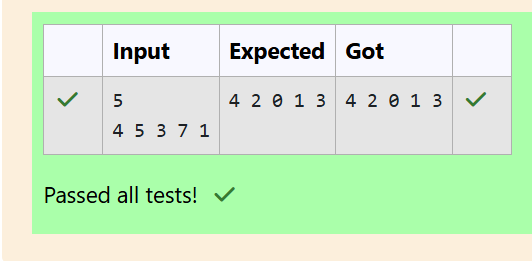 Input Expected Got
5 4 2 0 1 3 4 2 0 1 3
4 5 3 7 1
Passed all tests!